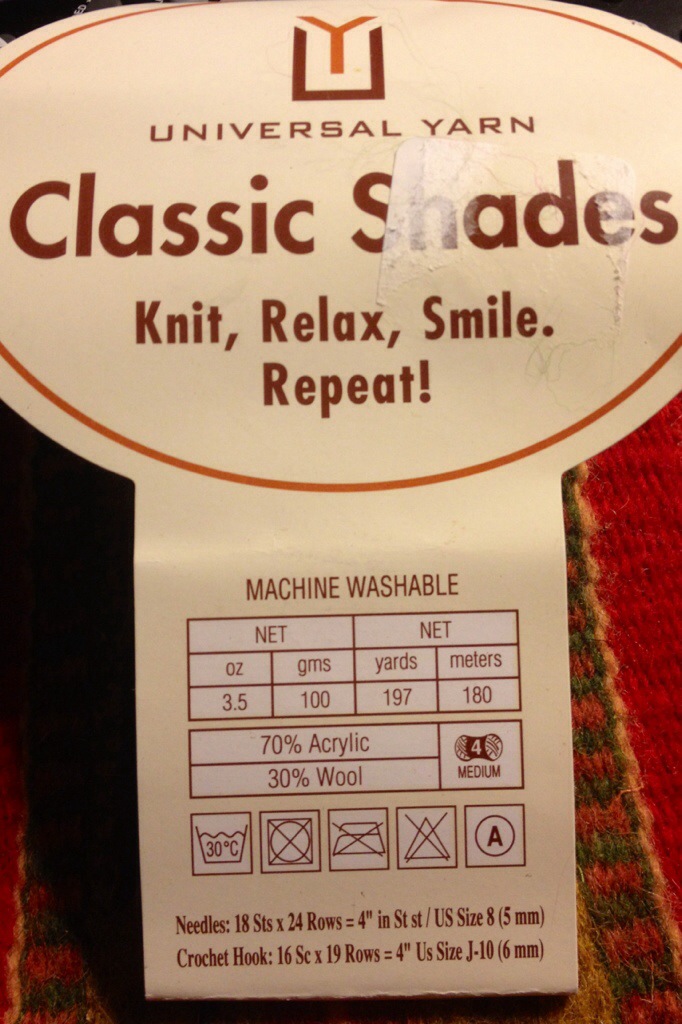 UNIVERSAL YARN
Classic Shades
Knit, Relax, Smile.
Repeat!
MACHINE WASHABLE
NET NET
oz gms yards meters
3.5 100 197 180
70% Acrylic
30% Wool
4
MEDIUM
30°C
A
Needles: 18 Sts x 24 Rows = 4" in St st / US Size 8 (5 mm)
Crochet Hook: 16 Sc x 19 Rows = 4" Us Size J-10 (6 mm)